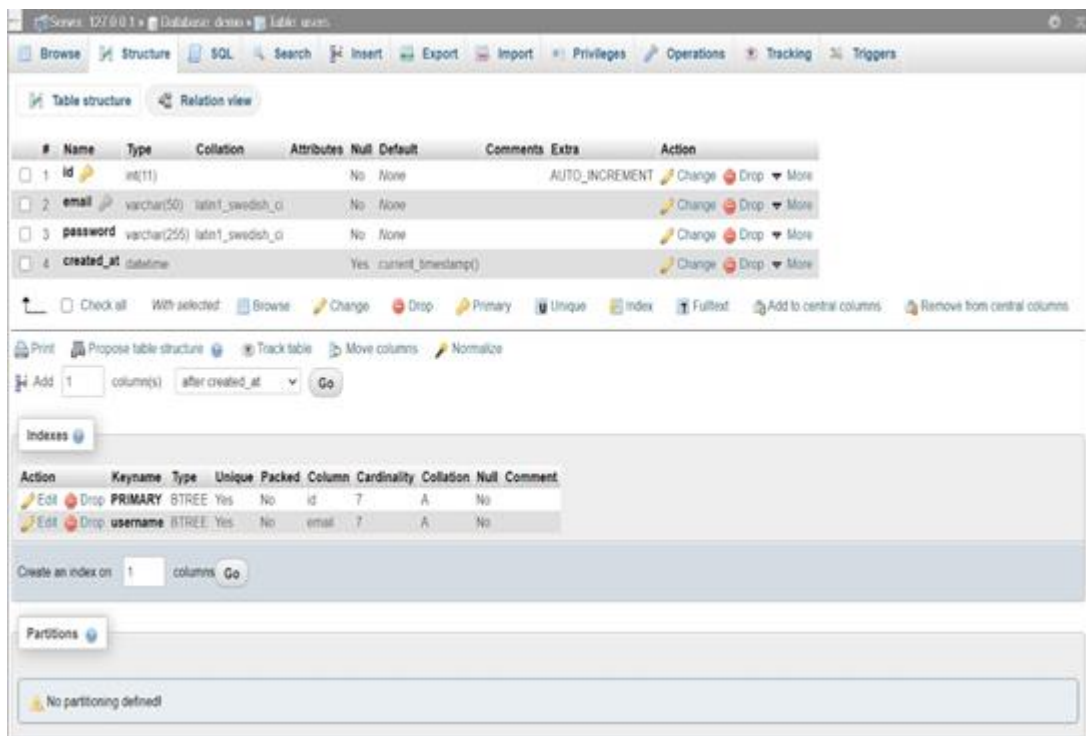 Server: 127.0.0.1 » Database: demo » Table: users
Browse Structure SQL Search Insert Export Import Privileges Operations Tracking Triggers
Table structure Relation view
# Name Type Collation Attributes Null Default Comments Extra Action
1 id int(11) No None AUTO_INCREMENT Change Drop More
2 email varchar(50) latin1_swedish_ci No None Change Drop More
3 password varchar(255) latin1_swedish_ci No None Change Drop More
4 created_at datetime Yes current_timestamp() Change Drop More
Check all With selected: Browse Change Drop Primary Unique Index Fulltext Add to central columns Remove from central columns
Print Propose table structure Track table Move columns Normalize
Add 1 column(s) after created_at Go
Indexes
Action Keyname Type Unique Packed Column Cardinality Collation Null Comment
Edit Drop PRIMARY BTREE Yes No id 7 A No
Edit Drop username BTREE Yes No email 7 A No
Create an index on 1 columns Go
Partitions
No partitioning defined!